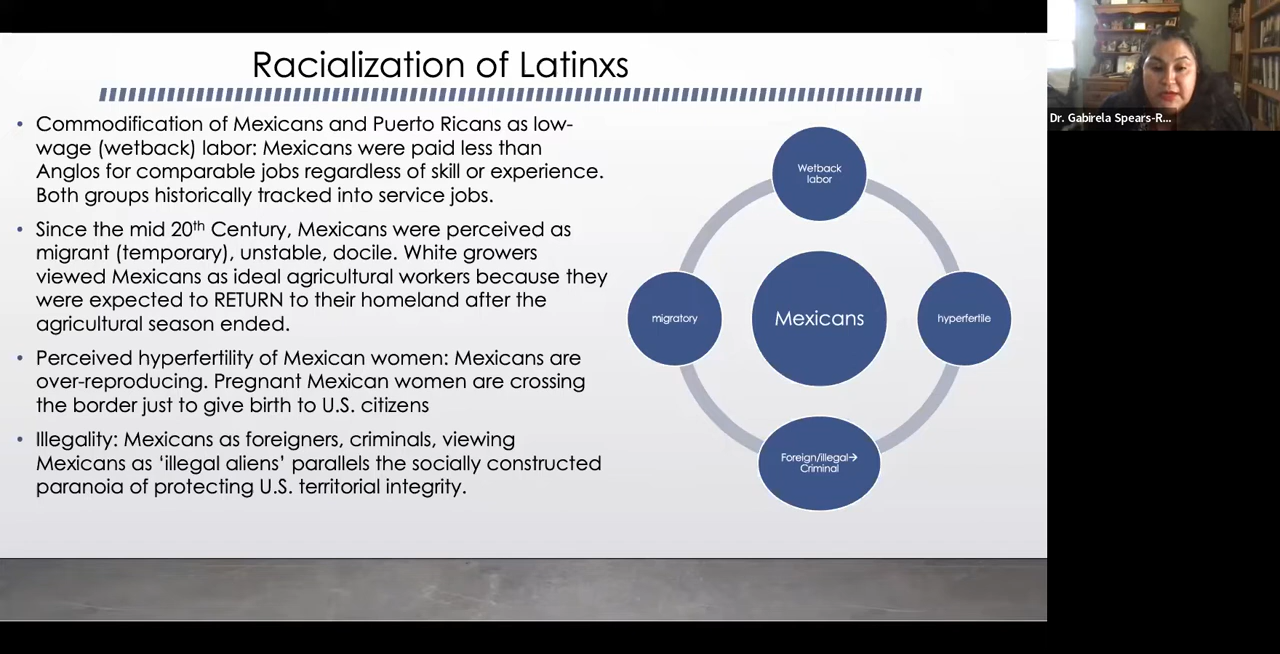 Racialization of Latinxs
• Commodification of Mexicans and Puerto Ricans as low-
wage (wetback) labor: Mexicans were paid less than
Anglos for comparable jobs regardless of skill or experience.
Both groups historically tracked into service jobs.
• Since the mid 20th Century, Mexicans were perceived as
migrant (temporary), unstable, docile. White growers
viewed Mexicans as ideal agricultural workers because they
were expected to RETURN to their homeland after the
agricultural season ended.
• Perceived hyperfertility of Mexican women: Mexicans are
over-reproducing. Pregnant Mexican women are crossing
the border just to give birth to U.S. citizens
• Illegality: Mexicans as foreigners, criminals, viewing
Mexicans as ‘illegal aliens’ parallels the socially constructed
paranoia of protecting U.S. territorial integrity.
Wetback
labor
migratory
Mexicans
hyperfertile
Foreign/illegal→
Criminal
Dr. Gabirela Spears-R...